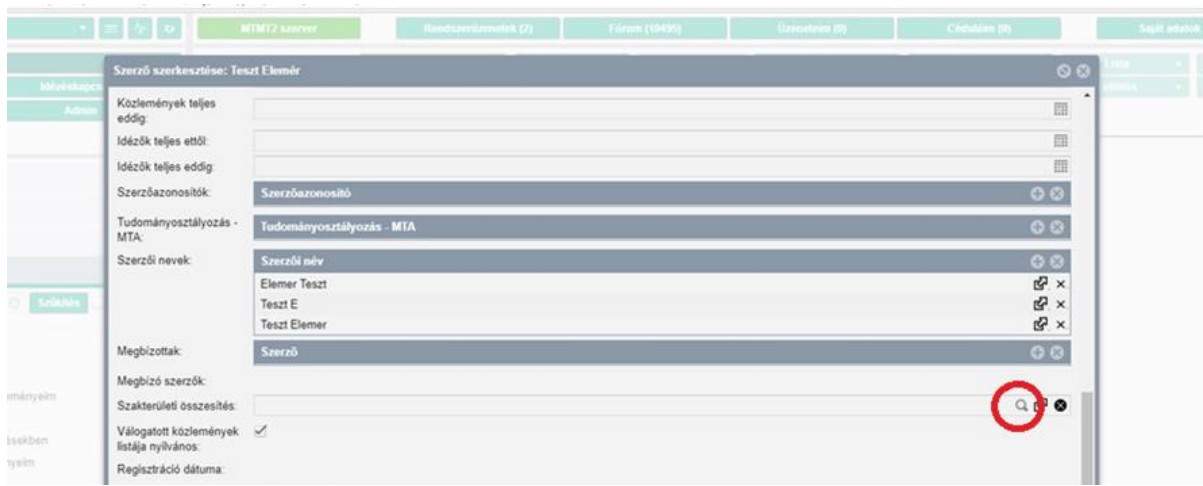 MTMT2 szerver
Rendszerüzenetek (2)
Fórum (10495)
Üzeneteim (0)
Céduláim (0)
Saját adatok
Admin
Szűkítés
Szerző szerkesztése: Teszt Elemér
Közlemények teljes
eddig:
Idézők teljes ettől:
Idézők teljes eddig:
Szerzőazonosítók:
Szerzőazonosító
Tudományosztályozás -
MTA:
Tudományosztályozás - MTA
Szerzői nevek:
Szerzői név
Elemer Teszt
Teszt E
Teszt Elemer
Megbízottak:
Szerző
Megbízó szerzők:
Szakterületi összesítés:
Válogatott közlemények
listája nyilvános:
Regisztráció dátuma: